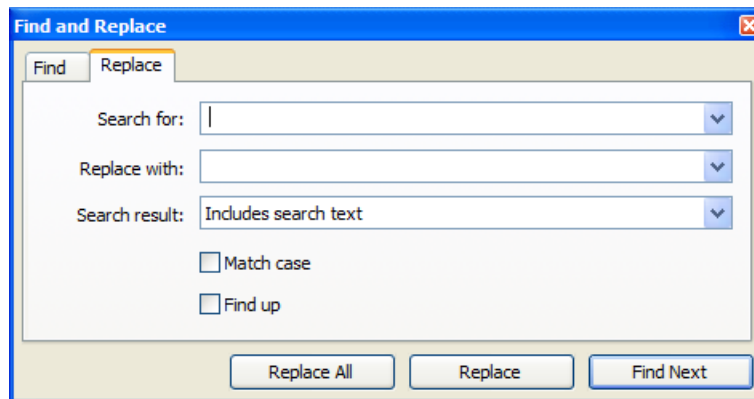 Find and Replace
Find Replace
Search for:
Replace with:
Search result: Includes search text
Match case
Find up
Replace All Replace Find Next